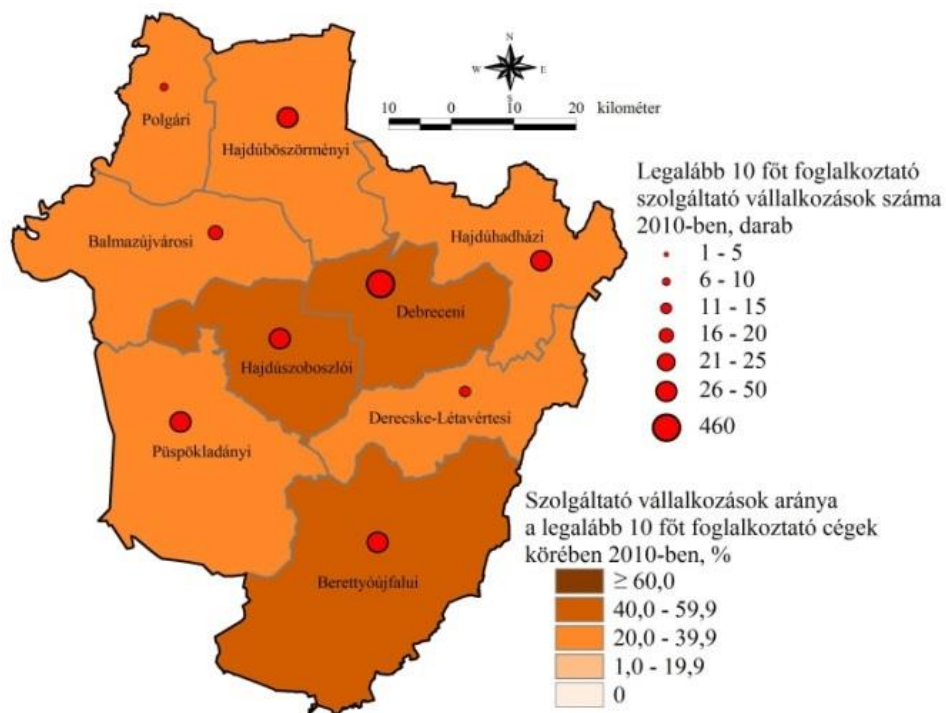 N
W E
S
10 0 10 20 kilométer
Polgári
Hajdúböszörményi
Balmazújvárosi
Hajdúhadházi
Debreceni
Hajdúszoboszlói
Derecske-Létavértesi
Püspökladányi
Berettyóújfalui
Legalább 10 főt foglalkoztató
szolgáltató vállalkozások száma
2010-ben, darab
1 - 5
6 - 10
11 - 15
16 - 20
21 - 25
26 - 50
460
Szolgáltató vállalkozások aránya
a legalább 10 főt foglalkoztató cégek
körében 2010-ben, %
≥ 60,0
40,0 - 59,9
20,0 - 39,9
1,0 - 19,9
0